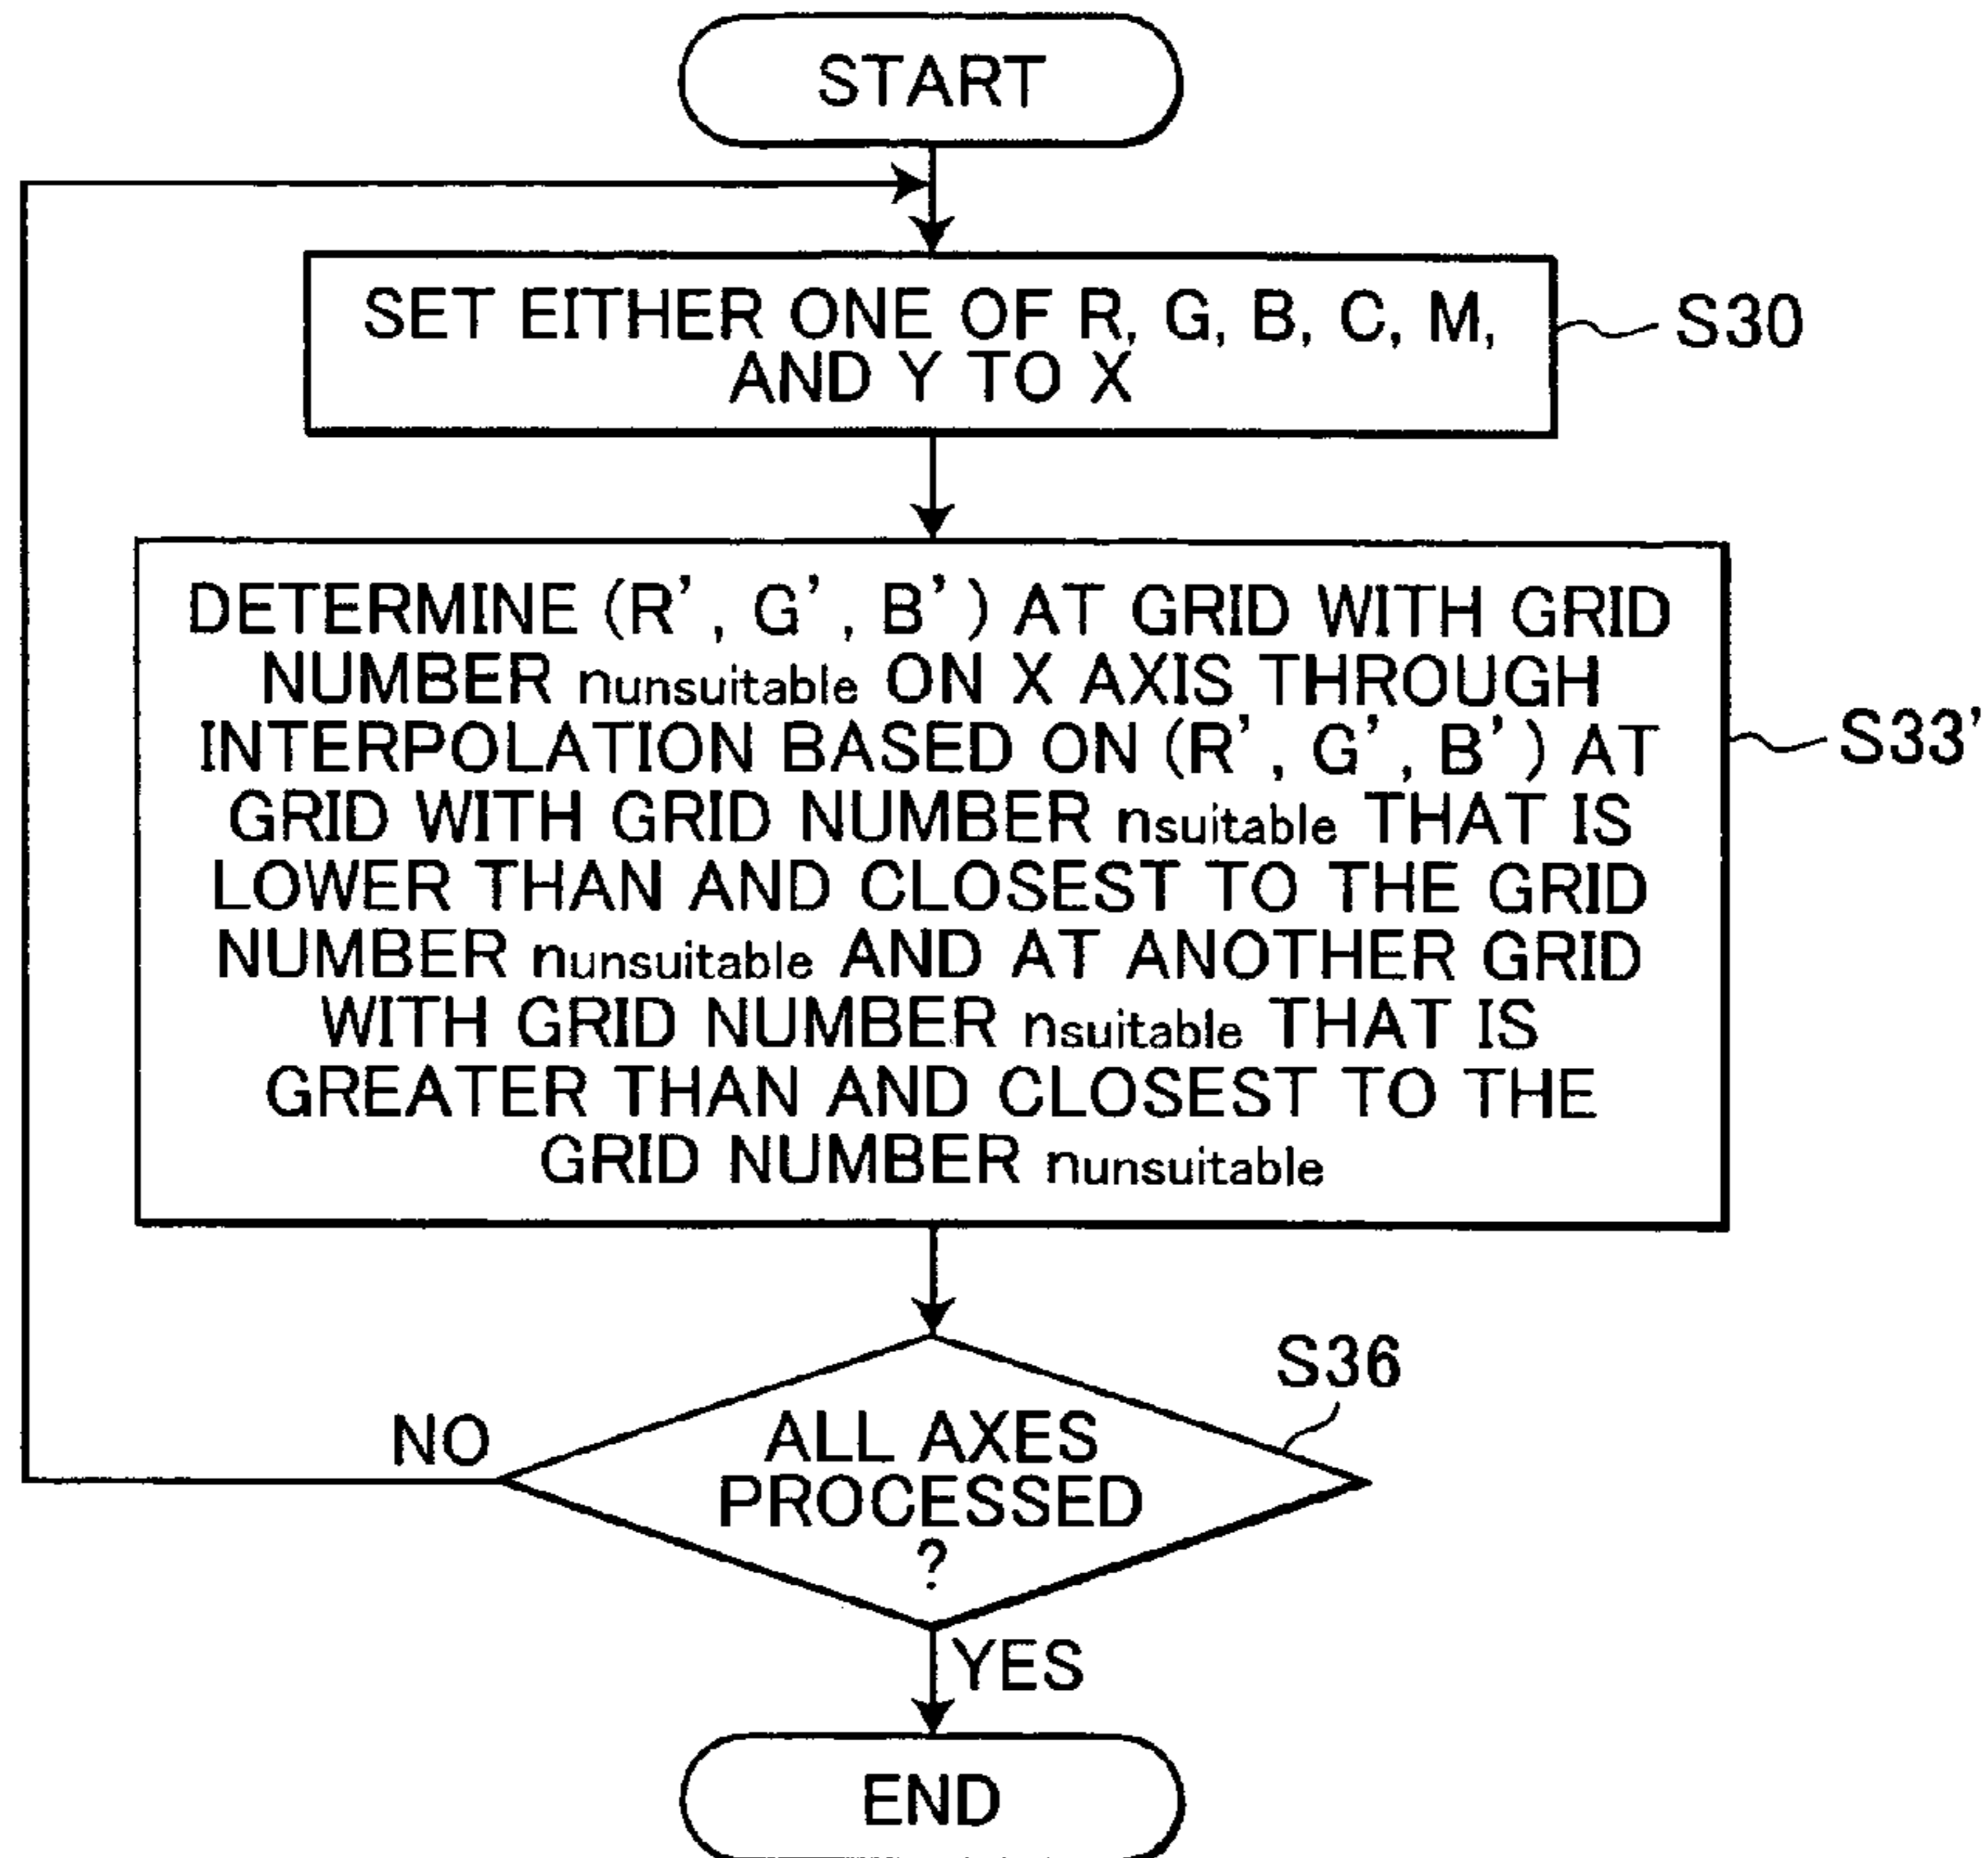 START
SET EITHER ONE OF R, G, B, C, M,
AND Y TO X
S30
DETERMINE (R', G', B') AT GRID WITH GRID
NUMBER nunsuitable ON X AXIS THROUGH
INTERPOLATION BASED ON (R', G', B') AT
GRID WITH GRID NUMBER nsuitable THAT IS
LOWER THAN AND CLOSEST TO THE GRID
NUMBER nunsuitable AND AT ANOTHER GRID
WITH GRID NUMBER nsuitable THAT IS
GREATER THAN AND CLOSEST TO THE
GRID NUMBER nunsuitable
S33'
S36
ALL AXES
PROCESSED
?
NO
YES
END